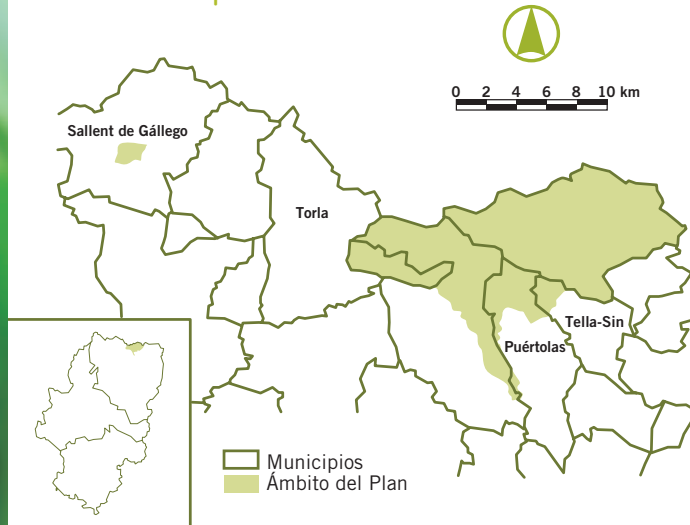 0 2 4 6 8 10 km
Sallent de Gállego
Torla
Tella-Sin
Puértolas
Municipios
Ámbito del Plan